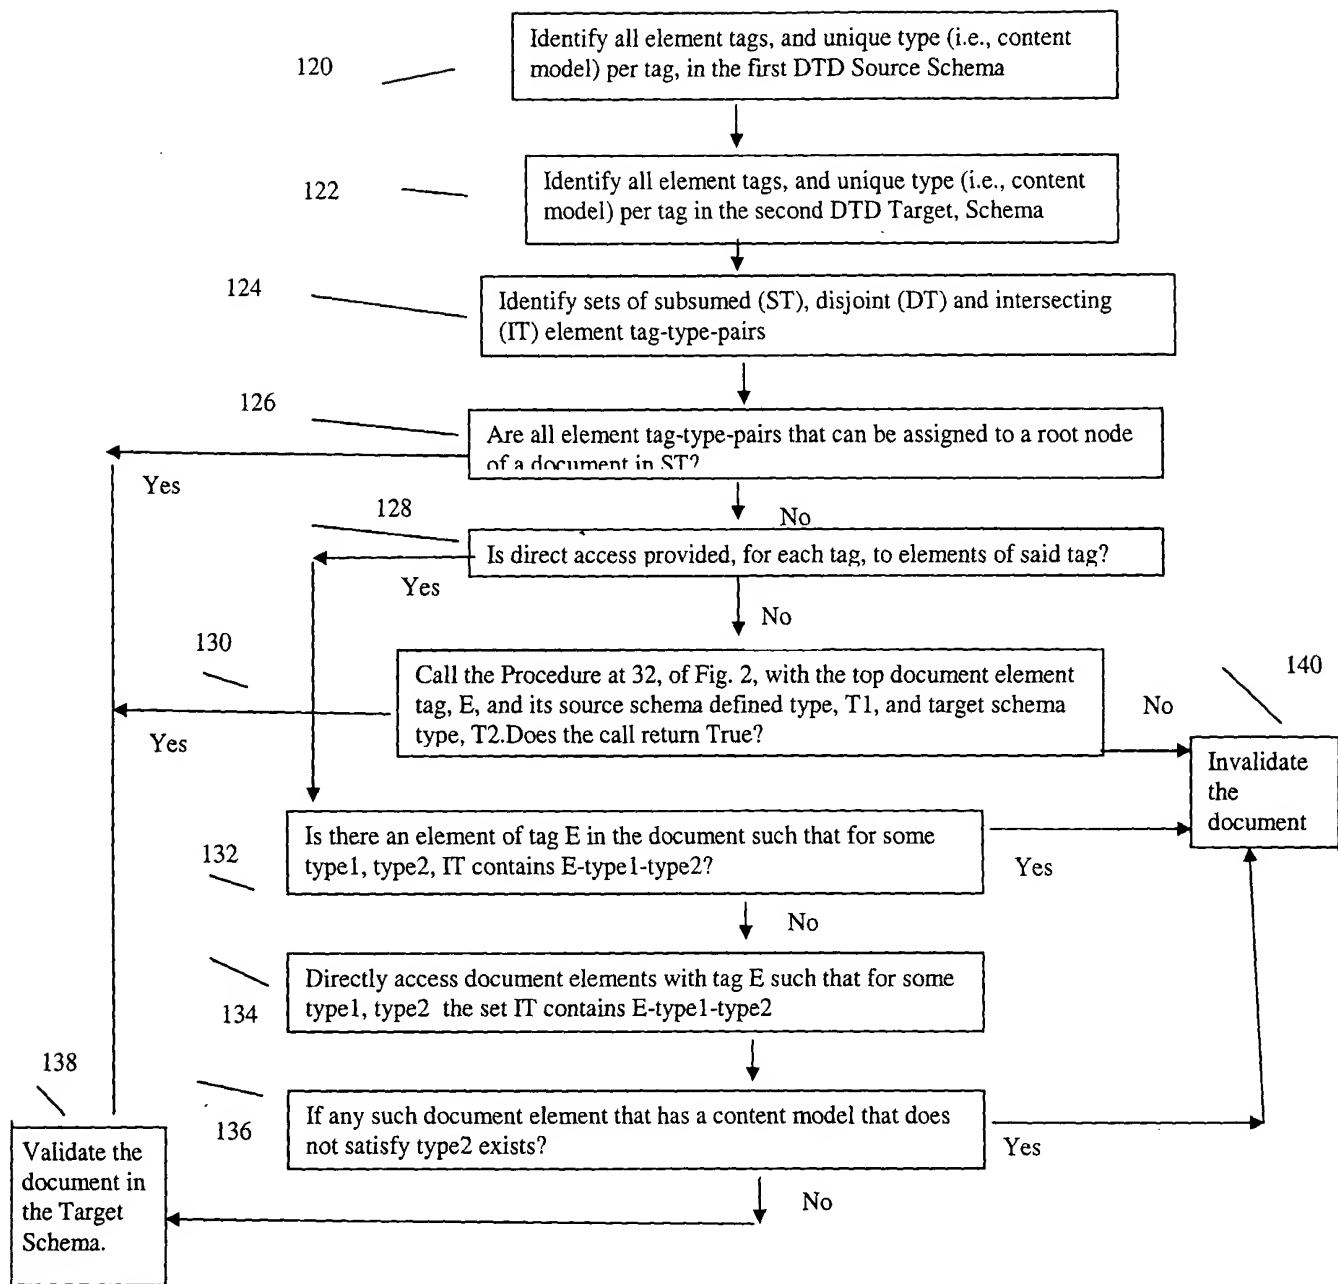 120
Identify all element tags, and unique type (i.e., content
model) per tag, in the first DTD Source Schema
122
Identify all element tags, and unique type (i.e., content
model) per tag in the second DTD Target, Schema
124
Identify sets of subsumed (ST), disjoint (DT) and intersecting
(IT) element tag-type-pairs
126
Are all element tag-type-pairs that can be assigned to a root node
of a document in ST?
Yes
No
128
Is direct access provided, for each tag, to elements of said tag?
Yes
No
130
Call the Procedure at 32, of Fig. 2, with the top document element
tag, E, and its source schema defined type, T1, and target schema
type, T2.Does the call return True?
Yes
No
140
Invalidate
the
document
132
Is there an element of tag E in the document such that for some
type1, type2, IT contains E-type1-type2?
Yes
No
134
Directly access document elements with tag E such that for some
type1, type2 the set IT contains E-type1-type2
136
If any such document element that has a content model that does
not satisfy type2 exists?
Yes
No
138
Validate the
document in
the Target
Schema.